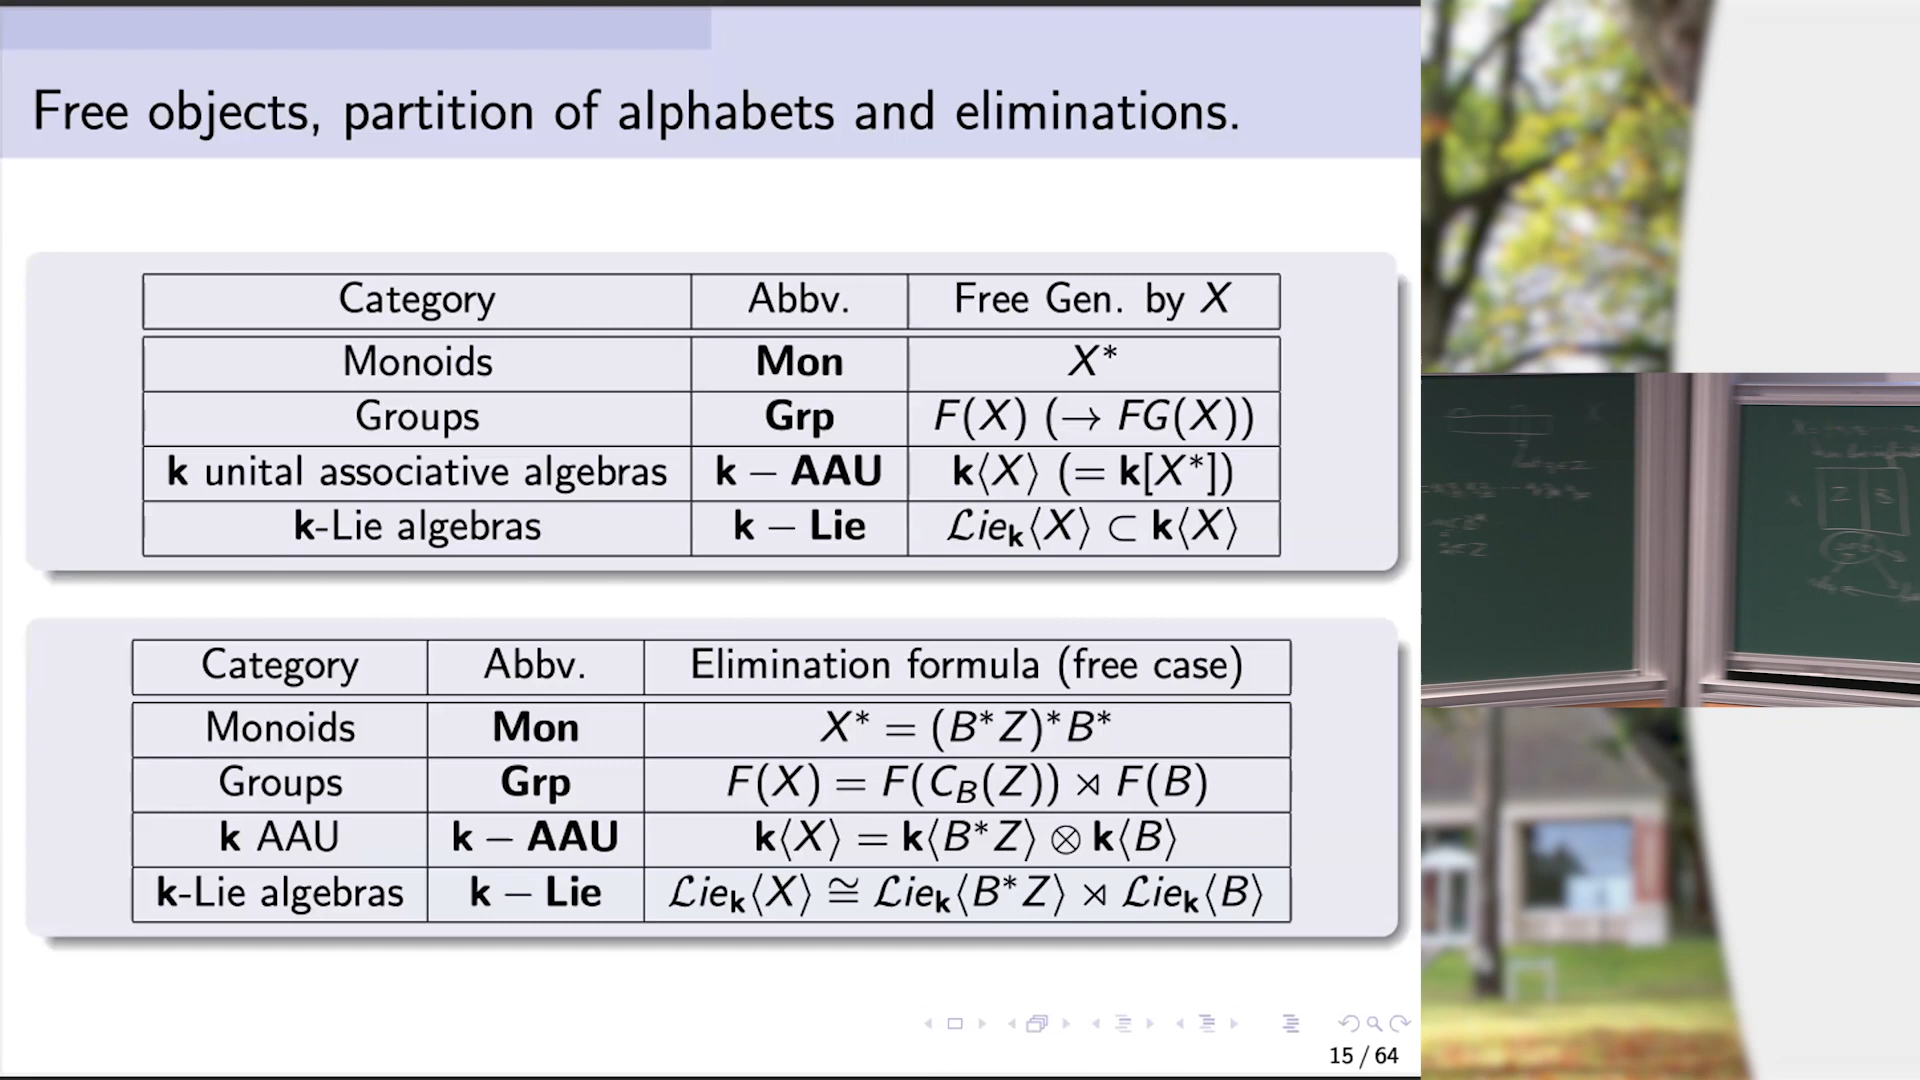 Free objects, partition of alphabets and eliminations.
Category Abbv. Free Gen. by X
Monoids Mon X*
Groups Grp F(X) (→ FG(X))
k unital associative algebras k − AAU k⟨X⟩ (= k[X*])
k-Lie algebras k − Lie ℒie_k⟨X⟩ ⊂ k⟨X⟩
Category Abbv. Elimination formula (free case)
Monoids Mon X* = (B*Z)*B*
Groups Grp F(X) = F(C_B(Z)) ⋊ F(B)
k AAU k − AAU k⟨X⟩ = k⟨B*Z⟩ ⊗ k⟨B⟩
k-Lie algebras k − Lie ℒie_k⟨X⟩ ≅ ℒie_k⟨B*Z⟩ ⋊ ℒie_k⟨B⟩
15 / 64